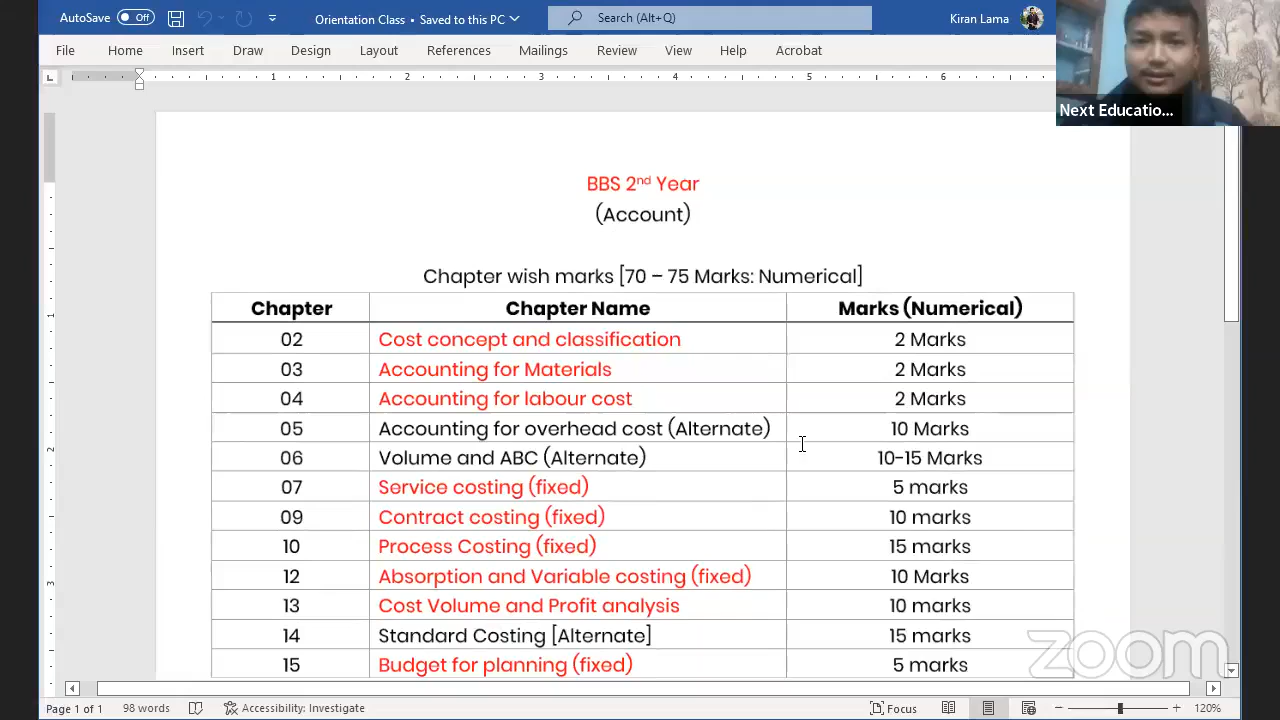 AutoSave Off Orientation Class • Saved to this PC Search (Alt+Q) Kiran Lama
File Home Insert Draw Design Layout References Mailings Review View Help Acrobat
Next Educatio...
1 2 3 4 5 6
BBS 2nd Year
(Account)
Chapter wish marks [70 – 75 Marks: Numerical]
Chapter Chapter Name Marks (Numerical)
02 Cost concept and classification 2 Marks
03 Accounting for Materials 2 Marks
04 Accounting for labour cost 2 Marks
05 Accounting for overhead cost (Alternate) 10 Marks
06 Volume and ABC (Alternate) 10-15 Marks
07 Service costing (fixed) 5 marks
09 Contract costing (fixed) 10 marks
10 Process Costing (fixed) 15 marks
12 Absorption and Variable costing (fixed) 10 Marks
13 Cost Volume and Profit analysis 10 marks
14 Standard Costing [Alternate] 15 marks
15 Budget for planning (fixed) 5 marks
zoom
Page 1 of 1 98 words Accessibility: Investigate Focus 120%